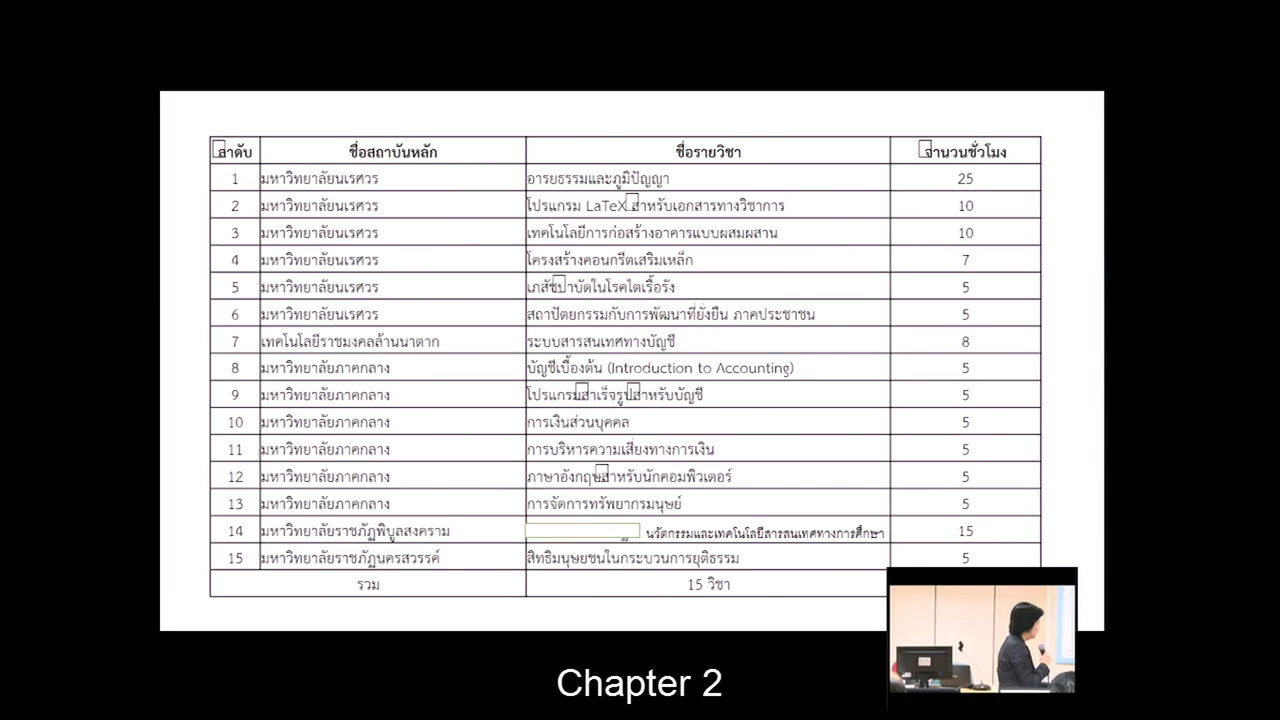 ลำดับ ชื่อสถาบันหลัก ชื่อรายวิชา จำนวนชั่วโมง
1 มหาวิทยาลัยนเรศวร อารยธรรมและภูมิปัญญา 25
2 มหาวิทยาลัยนเรศวร โปรแกรม LaTeX สำหรับเอกสารทางวิชาการ 10
3 มหาวิทยาลัยนเรศวร เทคโนโลยีการก่อสร้างอาคารแบบผสมผสาน 10
4 มหาวิทยาลัยนเรศวร โครงสร้างคอนกรีตเสริมเหล็ก 7
5 มหาวิทยาลัยนเรศวร เภสัชบำบัดในโรคไตเรื้อรัง 5
6 มหาวิทยาลัยนเรศวร สถาปัตยกรรมกับการพัฒนาที่ยั่งยืน ภาคประชาชน 5
7 เทคโนโลยีราชมงคลล้านนาตาก ระบบสารสนเทศทางบัญชี 8
8 มหาวิทยาลัยภาคกลาง บัญชีเบื้องต้น (Introduction to Accounting) 5
9 มหาวิทยาลัยภาคกลาง โปรแกรมสำเร็จรูปสำหรับบัญชี 5
10 มหาวิทยาลัยภาคกลาง การเงินส่วนบุคคล 5
11 มหาวิทยาลัยภาคกลาง การบริหารความเสี่ยงทางการเงิน 5
12 มหาวิทยาลัยภาคกลาง ภาษาอังกฤษสำหรับนักคอมพิวเตอร์ 5
13 มหาวิทยาลัยภาคกลาง การจัดการทรัพยากรมนุษย์ 5
14 มหาวิทยาลัยราชภัฏพิบูลสงคราม นวัตกรรมและเทคโนโลยีสารสนเทศทางการศึกษา 15
15 มหาวิทยาลัยราชภัฏนครสวรรค์ สิทธิมนุษยชนในกระบวนการยุติธรรม 5
รวม 15 วิชา
Chapter 2